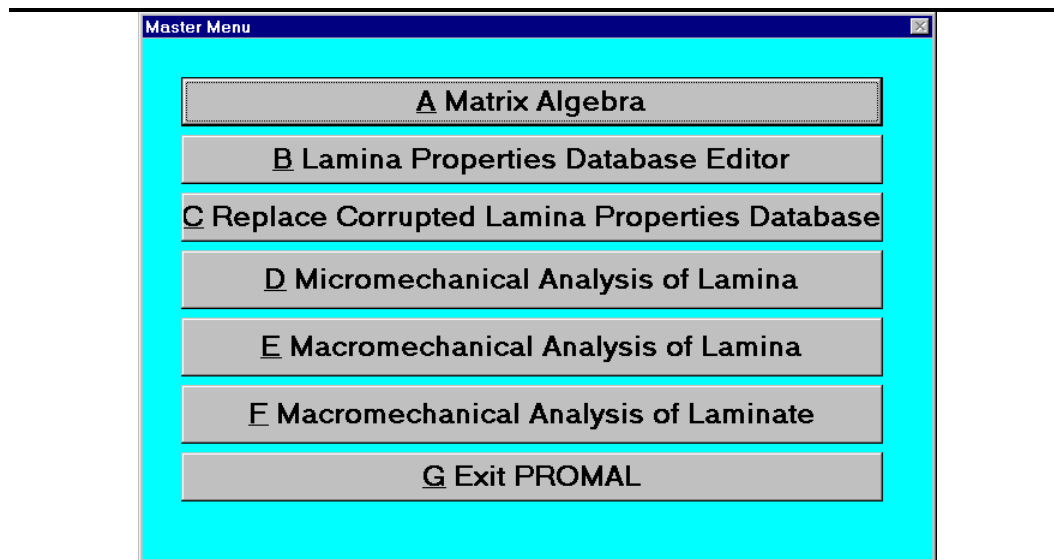 Master Menu
A Matrix Algebra
B Lamina Properties Database Editor
C Replace Corrupted Lamina Properties Database
D Micromechanical Analysis of Lamina
E Macromechanical Analysis of Lamina
F Macromechanical Analysis of Laminate
G Exit PROMAL